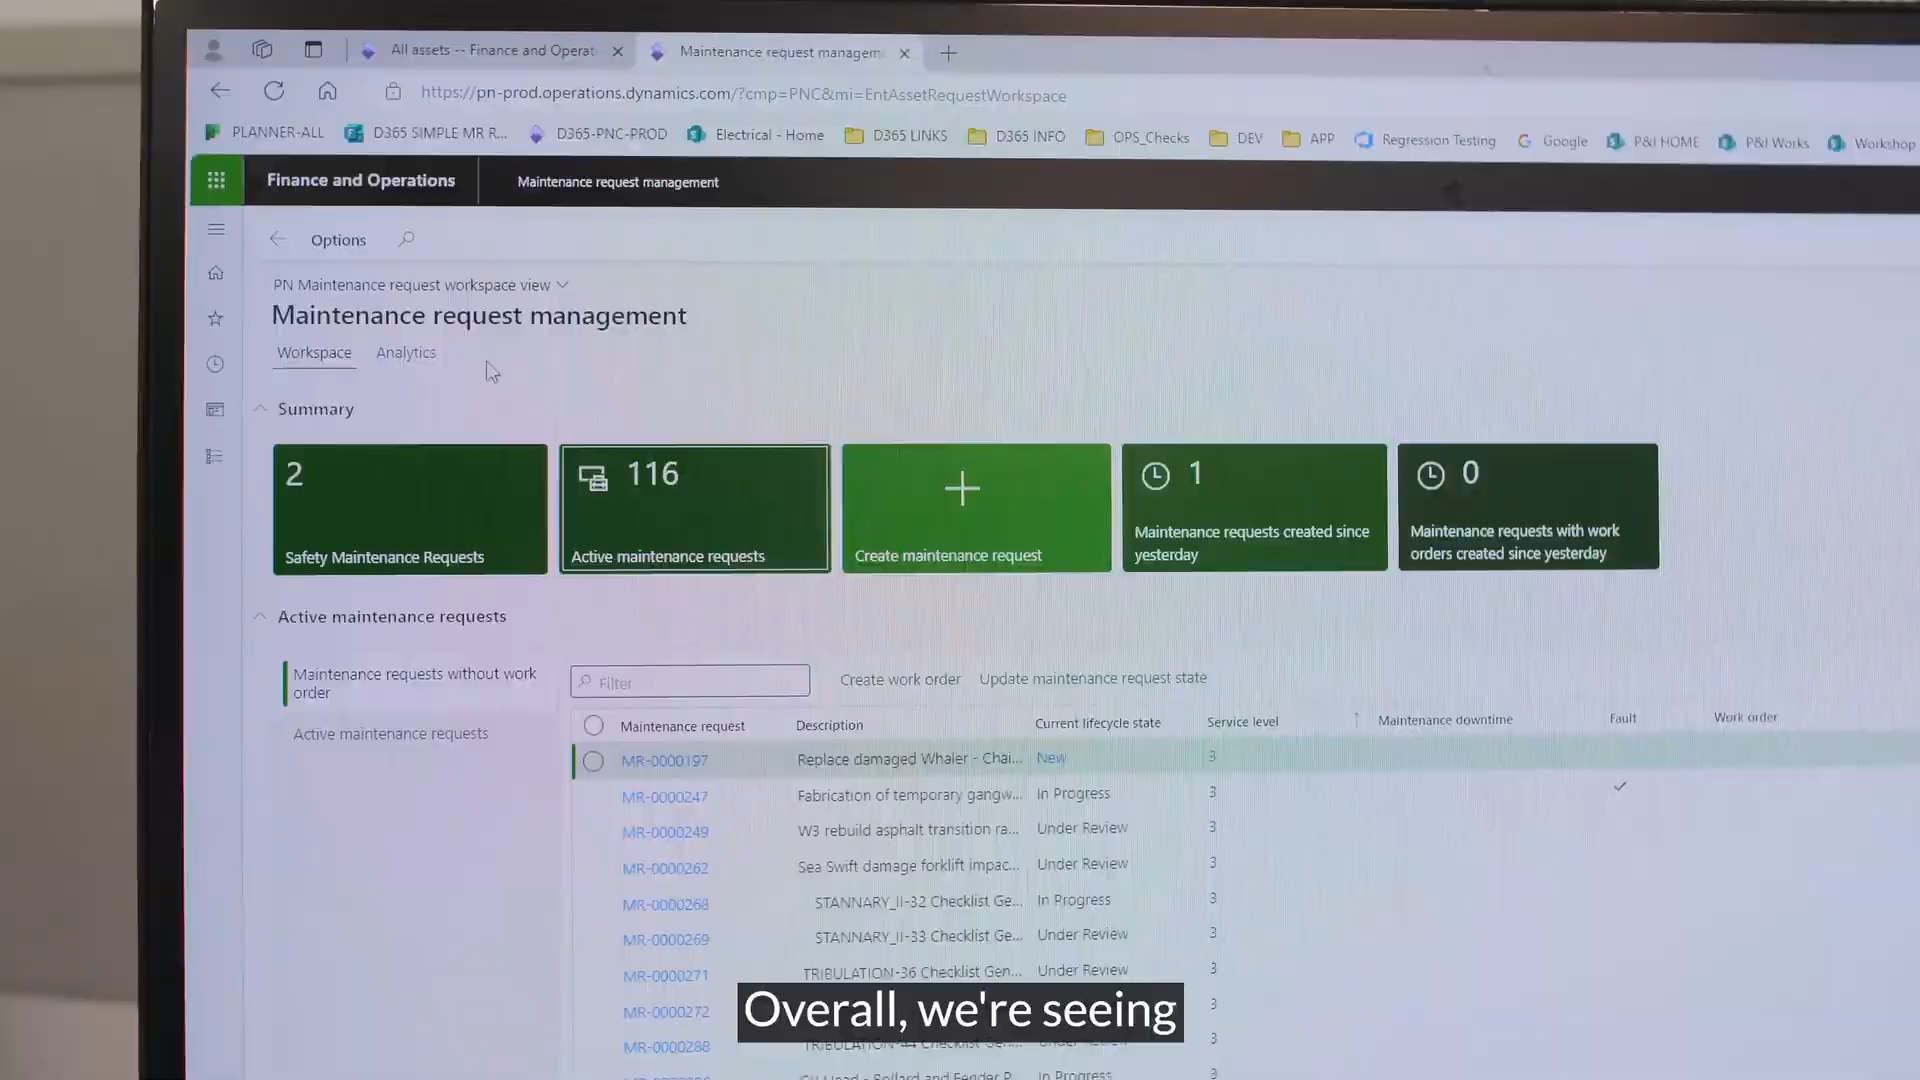 All assets -- Finance and Operat
Maintenance request managem
https://pn-prod.operations.dynamics.com/?cmp=PNC&mi=EntAssetRequestWorkspace
PLANNER-ALL D365 SIMPLE MR R... D365-PNC-PROD Electrical - Home D365 LINKS D365 INFO OPS_Checks DEV APP Regression Testing Google P&I HOME P&I Works Workshop
Finance and Operations Maintenance request management
Options
PN Maintenance request workspace view
Maintenance request management
Workspace Analytics
Summary
2
Safety Maintenance Requests
116
Active maintenance requests
Create maintenance request
1
Maintenance requests created since
yesterday
0
Maintenance requests with work
orders created since yesterday
Active maintenance requests
Maintenance requests without work
order
Active maintenance requests
Filter
Create work order Update maintenance request state
Maintenance request Description Current lifecycle state Service level Maintenance downtime Fault Work order
MR-0000197 Replace damaged Whaler - Chai... New 3
MR-0000247 Fabrication of temporary gangw... In Progress 3
MR-0000249 W3 rebuild asphalt transition ra... Under Review 3
MR-0000262 Sea Swift damage forklift impac... Under Review 3
MR-0000268 STANNARY_II-32 Checklist Ge... In Progress 3
MR-0000269 STANNARY_II-33 Checklist Ge... Under Review 3
MR-0000271 TRIBULATION-36 Checklist Gen... Under Review 3
MR-0000272 3
MR-0000288 3
In Progress 3
Overall, we're seeing